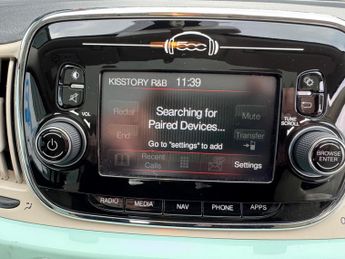 500
KISSTORY R&B 11:39
Redial
Searching for
Paired Devices...
Mute
End
Transfer
Go to "settings" to add
Recent
Calls
Settings
VOL
TUNE
SCROLL
BROWSE
ENTER
RADIO MEDIA NAV PHONE APPS